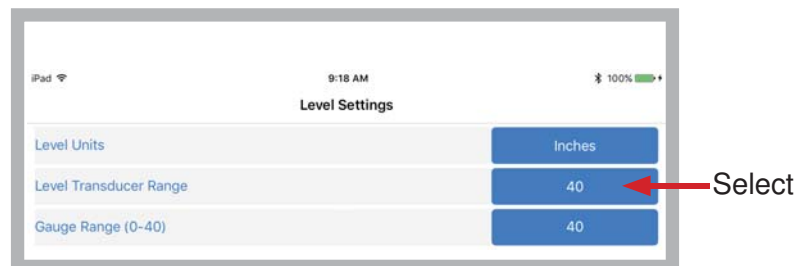 iPad 9:18 AM 100%
Level Settings
Level Units Inches
Level Transducer Range 40 Select
Gauge Range (0-40) 40